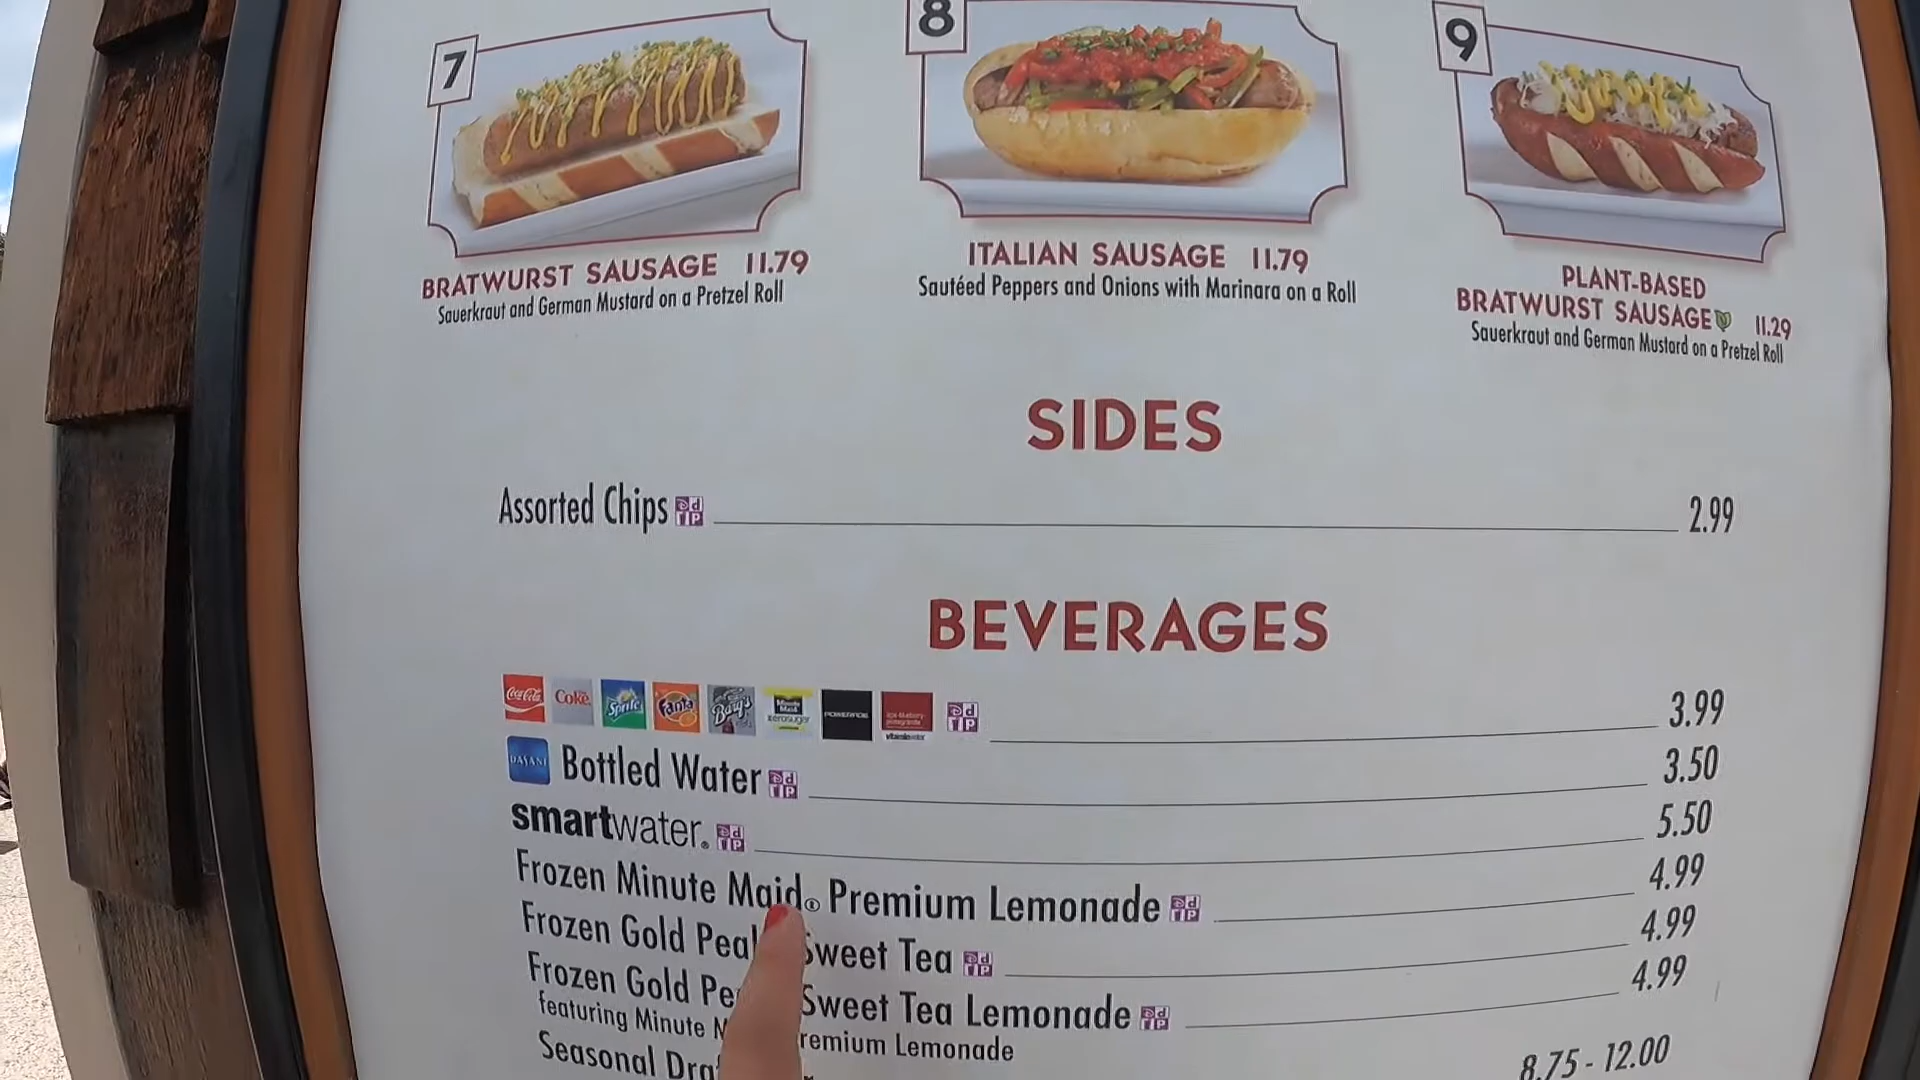 7
8
9
BRATWURST SAUSAGE 11.79
Sauerkraut and German Mustard on a Pretzel Roll
ITALIAN SAUSAGE 11.79
Sautéed Peppers and Onions with Marinara on a Roll
PLANT-BASED
BRATWURST SAUSAGE 11.29
Sauerkraut and German Mustard on a Pretzel Roll
SIDES
Assorted Chips 2.99
BEVERAGES
Coca-Cola Coke Sprite Fanta Barq's Minute Maid zerosugar POWERADE vitaminwater 3.99
DASANI Bottled Water 3.50
smartwater® 5.50
Frozen Minute Maid® Premium Lemonade 4.99
Frozen Gold Sweet Tea 4.99
Frozen Gold Sweet Tea Lemonade 4.99
featuring Minute Lemonade
Seasonal 8.75 - 12.00